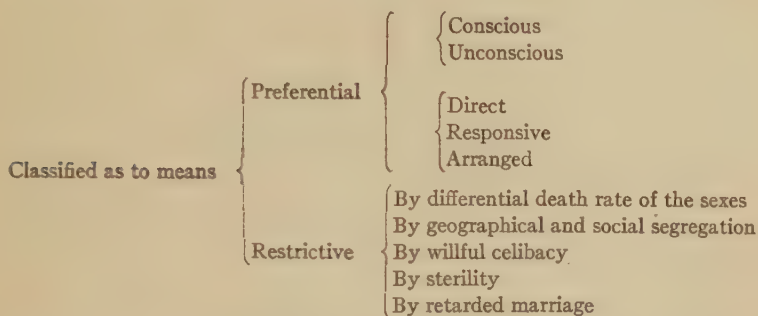 Conscious
Unconscious
Preferential
Direct
Responsive
Arranged
Classified as to means
By differential death rate of the sexes
By geographical and social segregation
Restrictive
By willful celibacy
By sterility
By retarded marriage